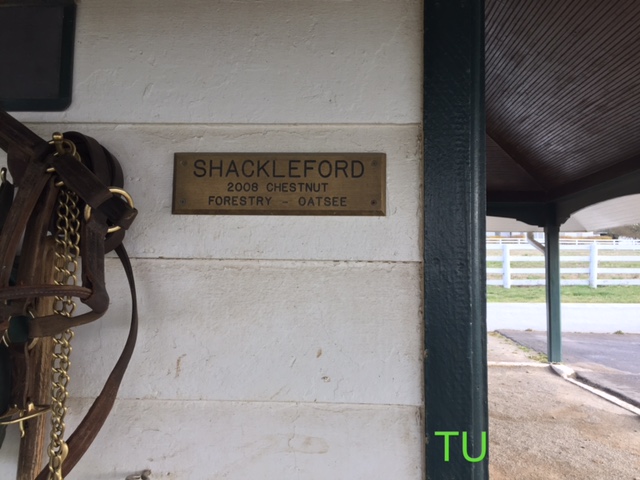 SHACKLEFORD
2008 CHESTNUT
FORESTRY - OATSEE
TU